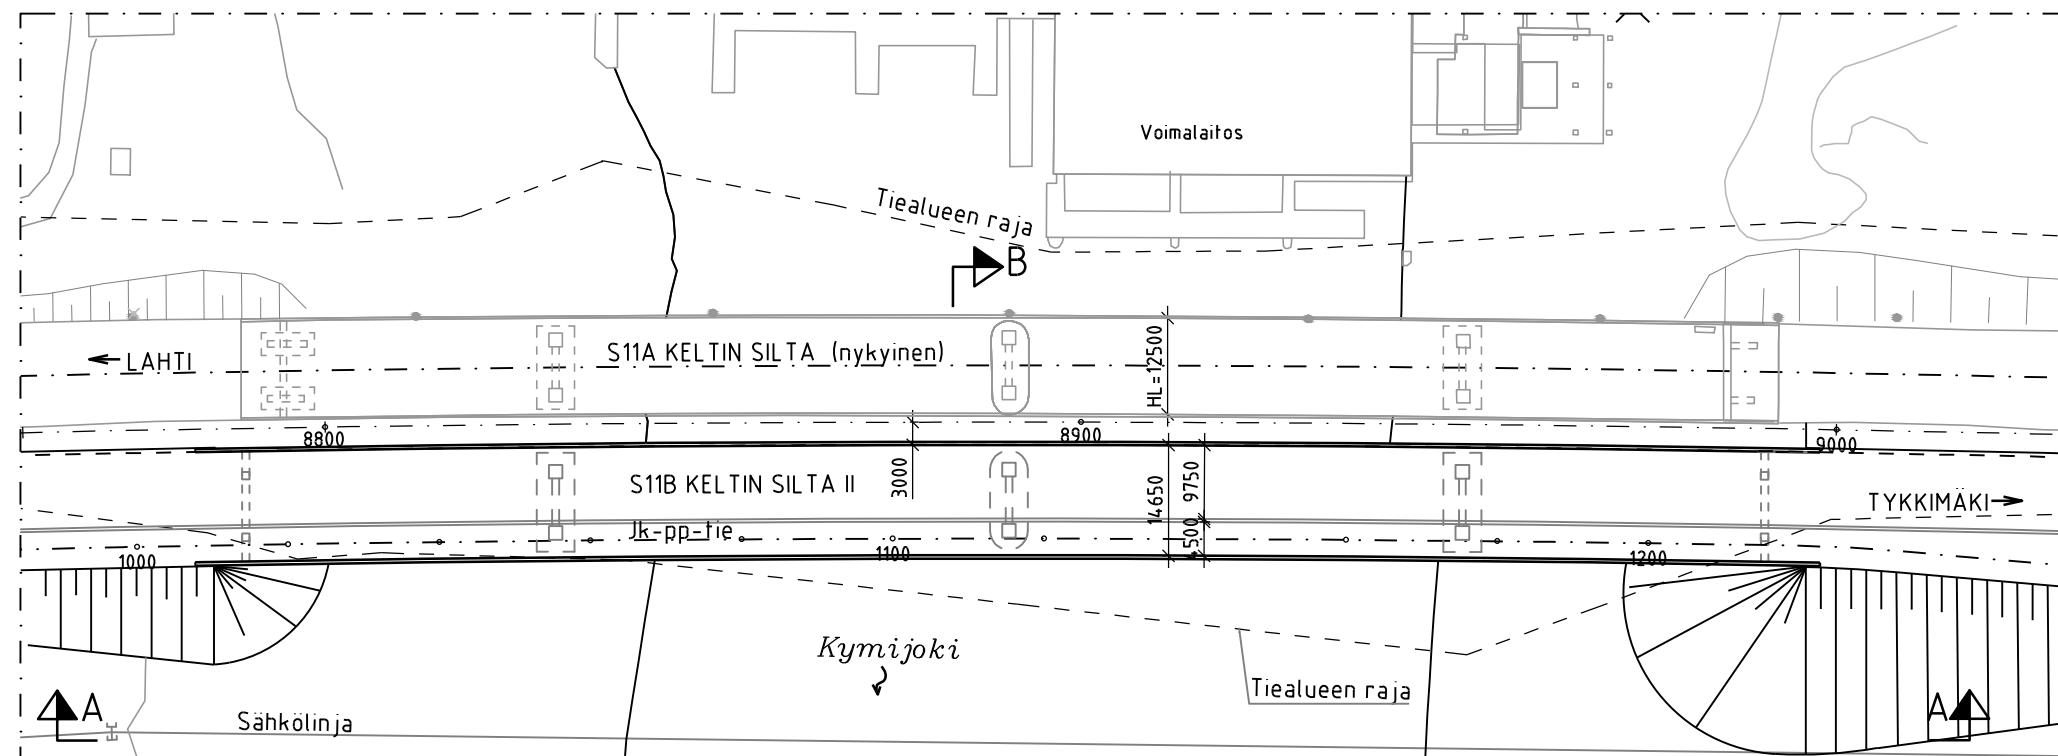 Voimalaitos
Tiealueen raja
B
HL=12500
← LAHTI
S11A KELTIN SILTA (nykyinen)
8800
8900
9000
3000
14650
9750
S11B KELTIN SILTA II
TYKKIMÄKI →
Jk-pp-tie
4500
1000
1100
1200
Kymijoki
Tiealueen raja
A
A
Sähkölinja